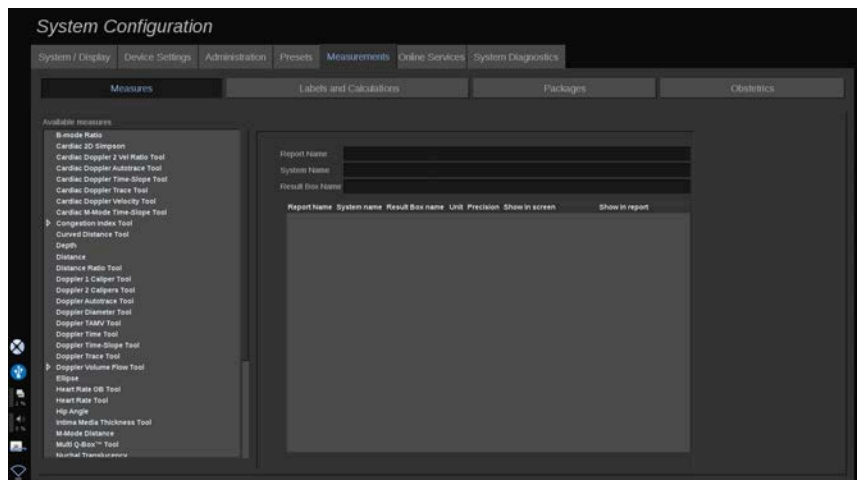 System Configuration
System / Display Device Settings Administration Presets Measurements Online Services System Diagnostics
Measures Labels and Calculations Packages Obstetrics
Available measures
B-mode Ratio
Cardiac 2D Simpson
Cardiac Doppler 2 Vel Ratio Tool
Cardiac Doppler Autotrace Tool
Cardiac Doppler Time-Slope Tool
Cardiac Doppler Trace Tool
Cardiac Doppler Velocity Tool
Cardiac M-Mode Time-Slope Tool
Congestion Index Tool
Curved Distance Tool
Depth
Distance
Distance Ratio Tool
Doppler 1 Caliper Tool
Doppler 2 Calipers Tool
Doppler Autotrace Tool
Doppler Diameter Tool
Doppler TAMV Tool
Doppler Time Tool
Doppler Time-Slope Tool
Doppler Trace Tool
Doppler Volume Flow Tool
Ellipse
Heart Rate OB Tool
Heart Rate Tool
Hip Angle
Intima Media Thickness Tool
M-Mode Distance
Multi Q-Box™ Tool
Nuchal Translucency
Report Name
System Name
Result Box Name
Report Name System name Result Box name Unit Precision Show in screen Show in report